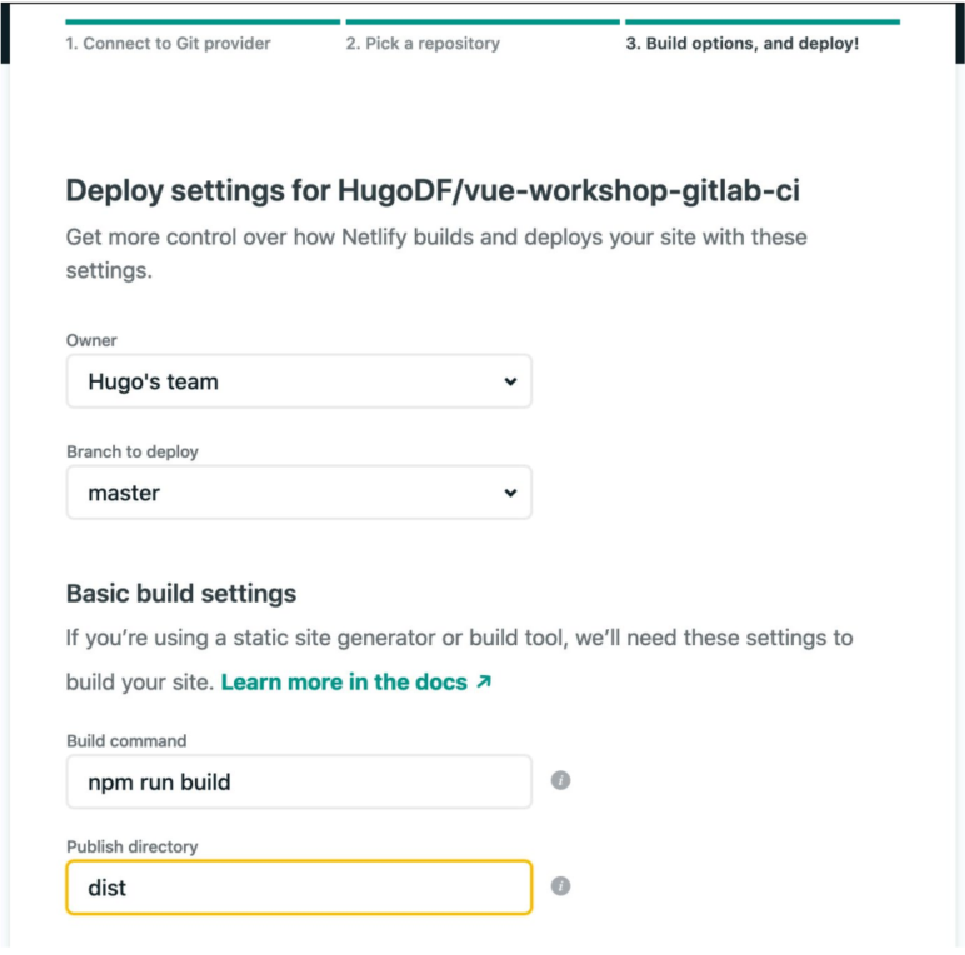 1. Connect to Git provider
2. Pick a repository
3. Build options, and deploy!
Deploy settings for HugoDF/vue-workshop-gitlab-ci
Get more control over how Netlify builds and deploys your site with these
settings.
Owner
Hugo's team
Branch to deploy
master
Basic build settings
If you’re using a static site generator or build tool, we’ll need these settings to
build your site. Learn more in the docs ↗
Build command
npm run build
i
Publish directory
dist
i